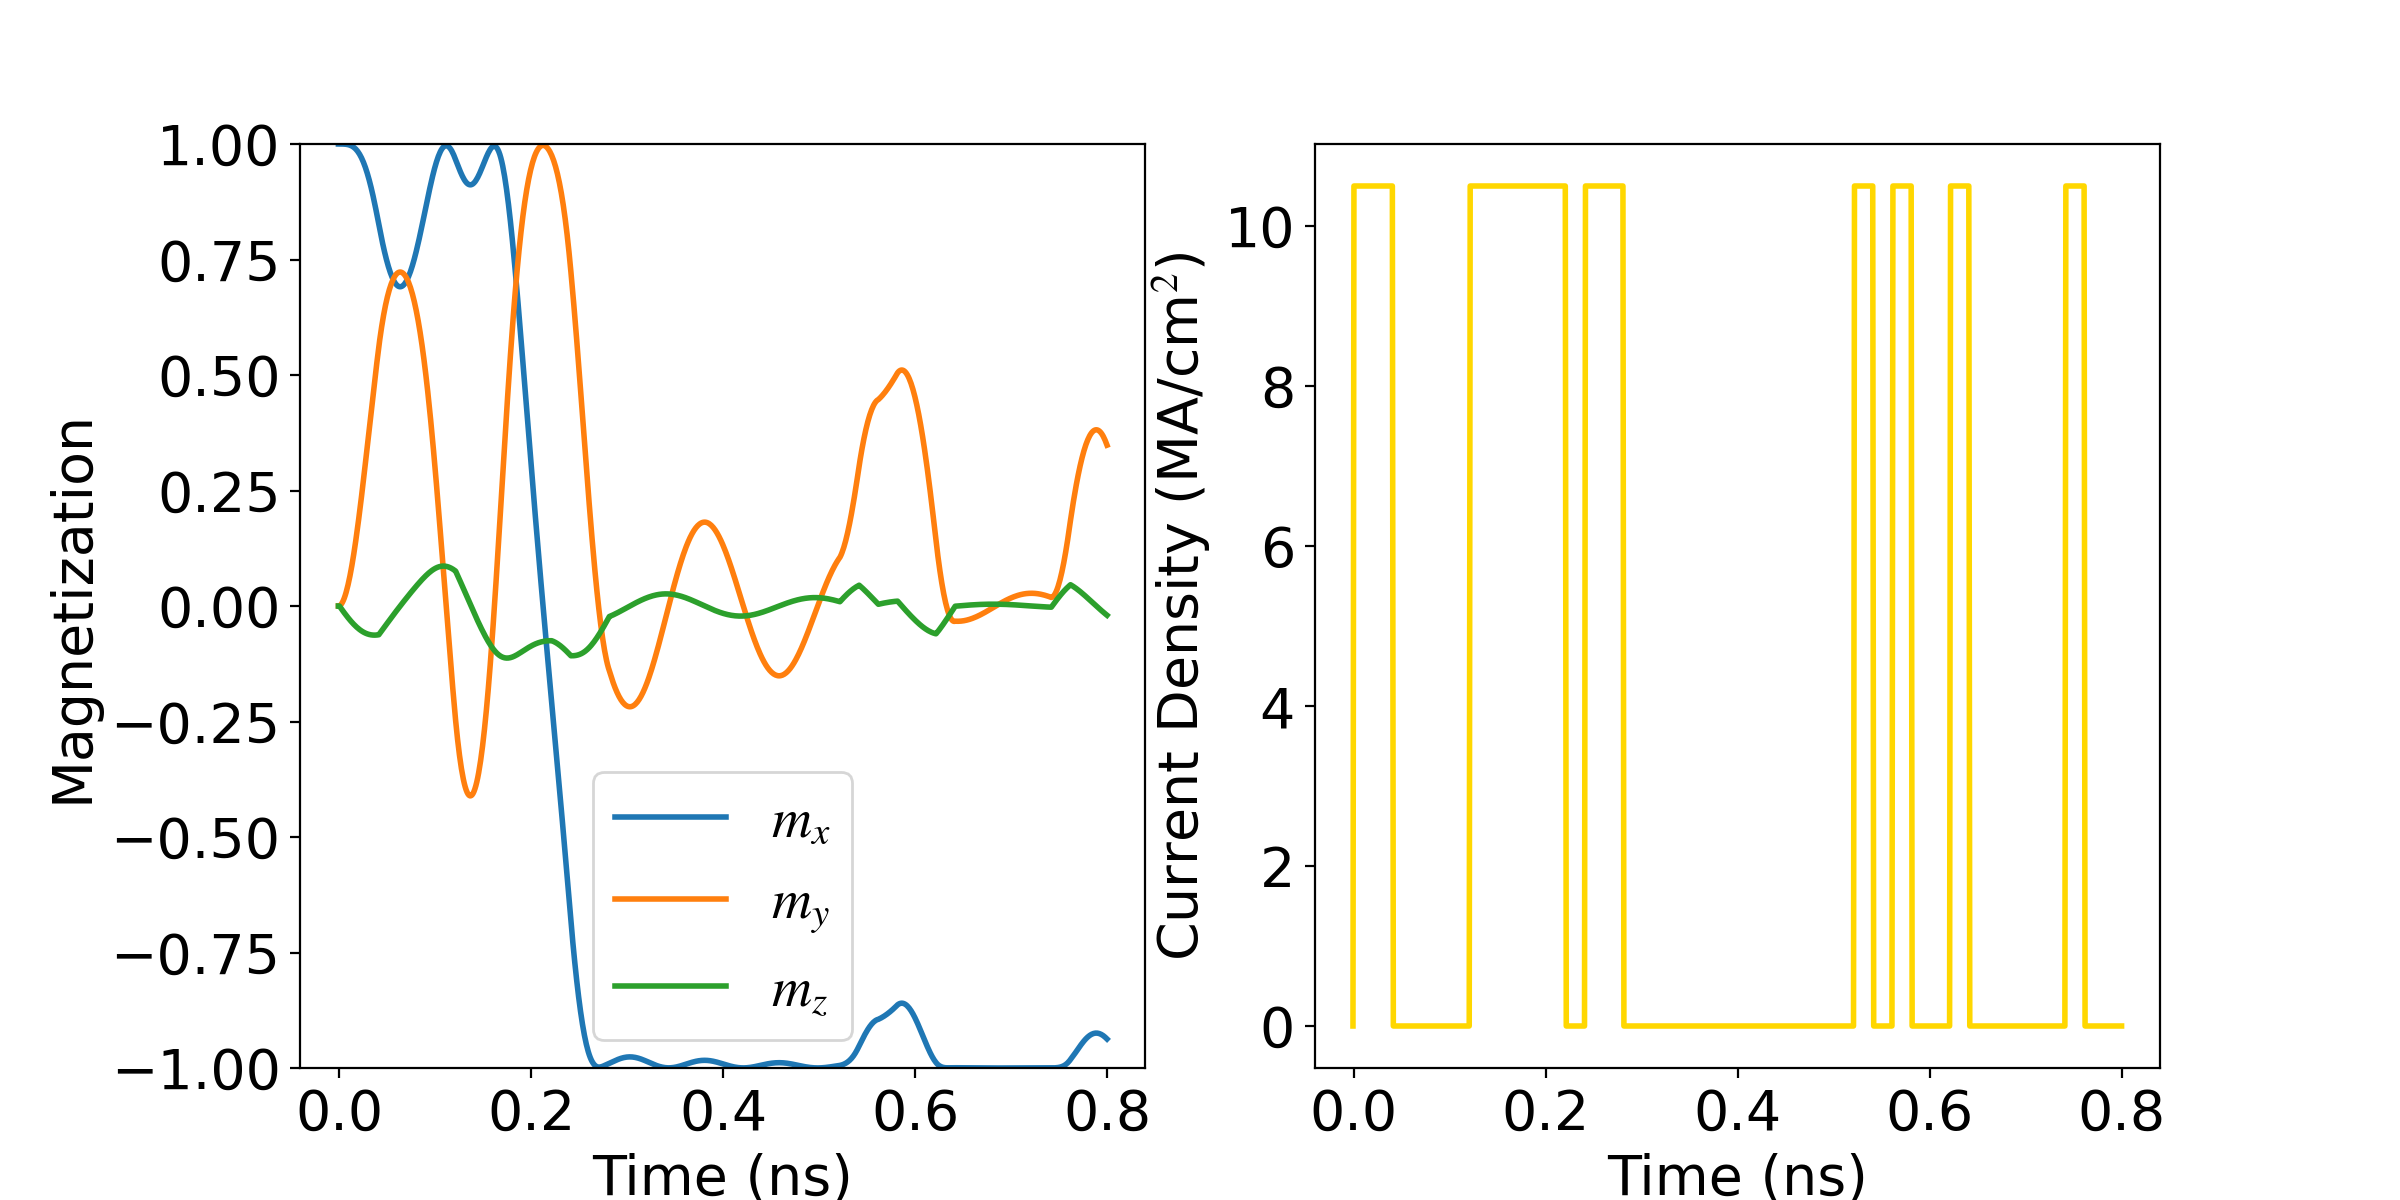 Magnetization
1.00
0.75
0.50
0.25
0.00
−0.25
−0.50
−0.75
−1.00
0.0 0.2 0.4 0.6 0.8
Time (ns)
m_x
m_y
m_z
Current Density (MA/cm²)
10
8
6
4
2
0
0.0 0.2 0.4 0.6 0.8
Time (ns)